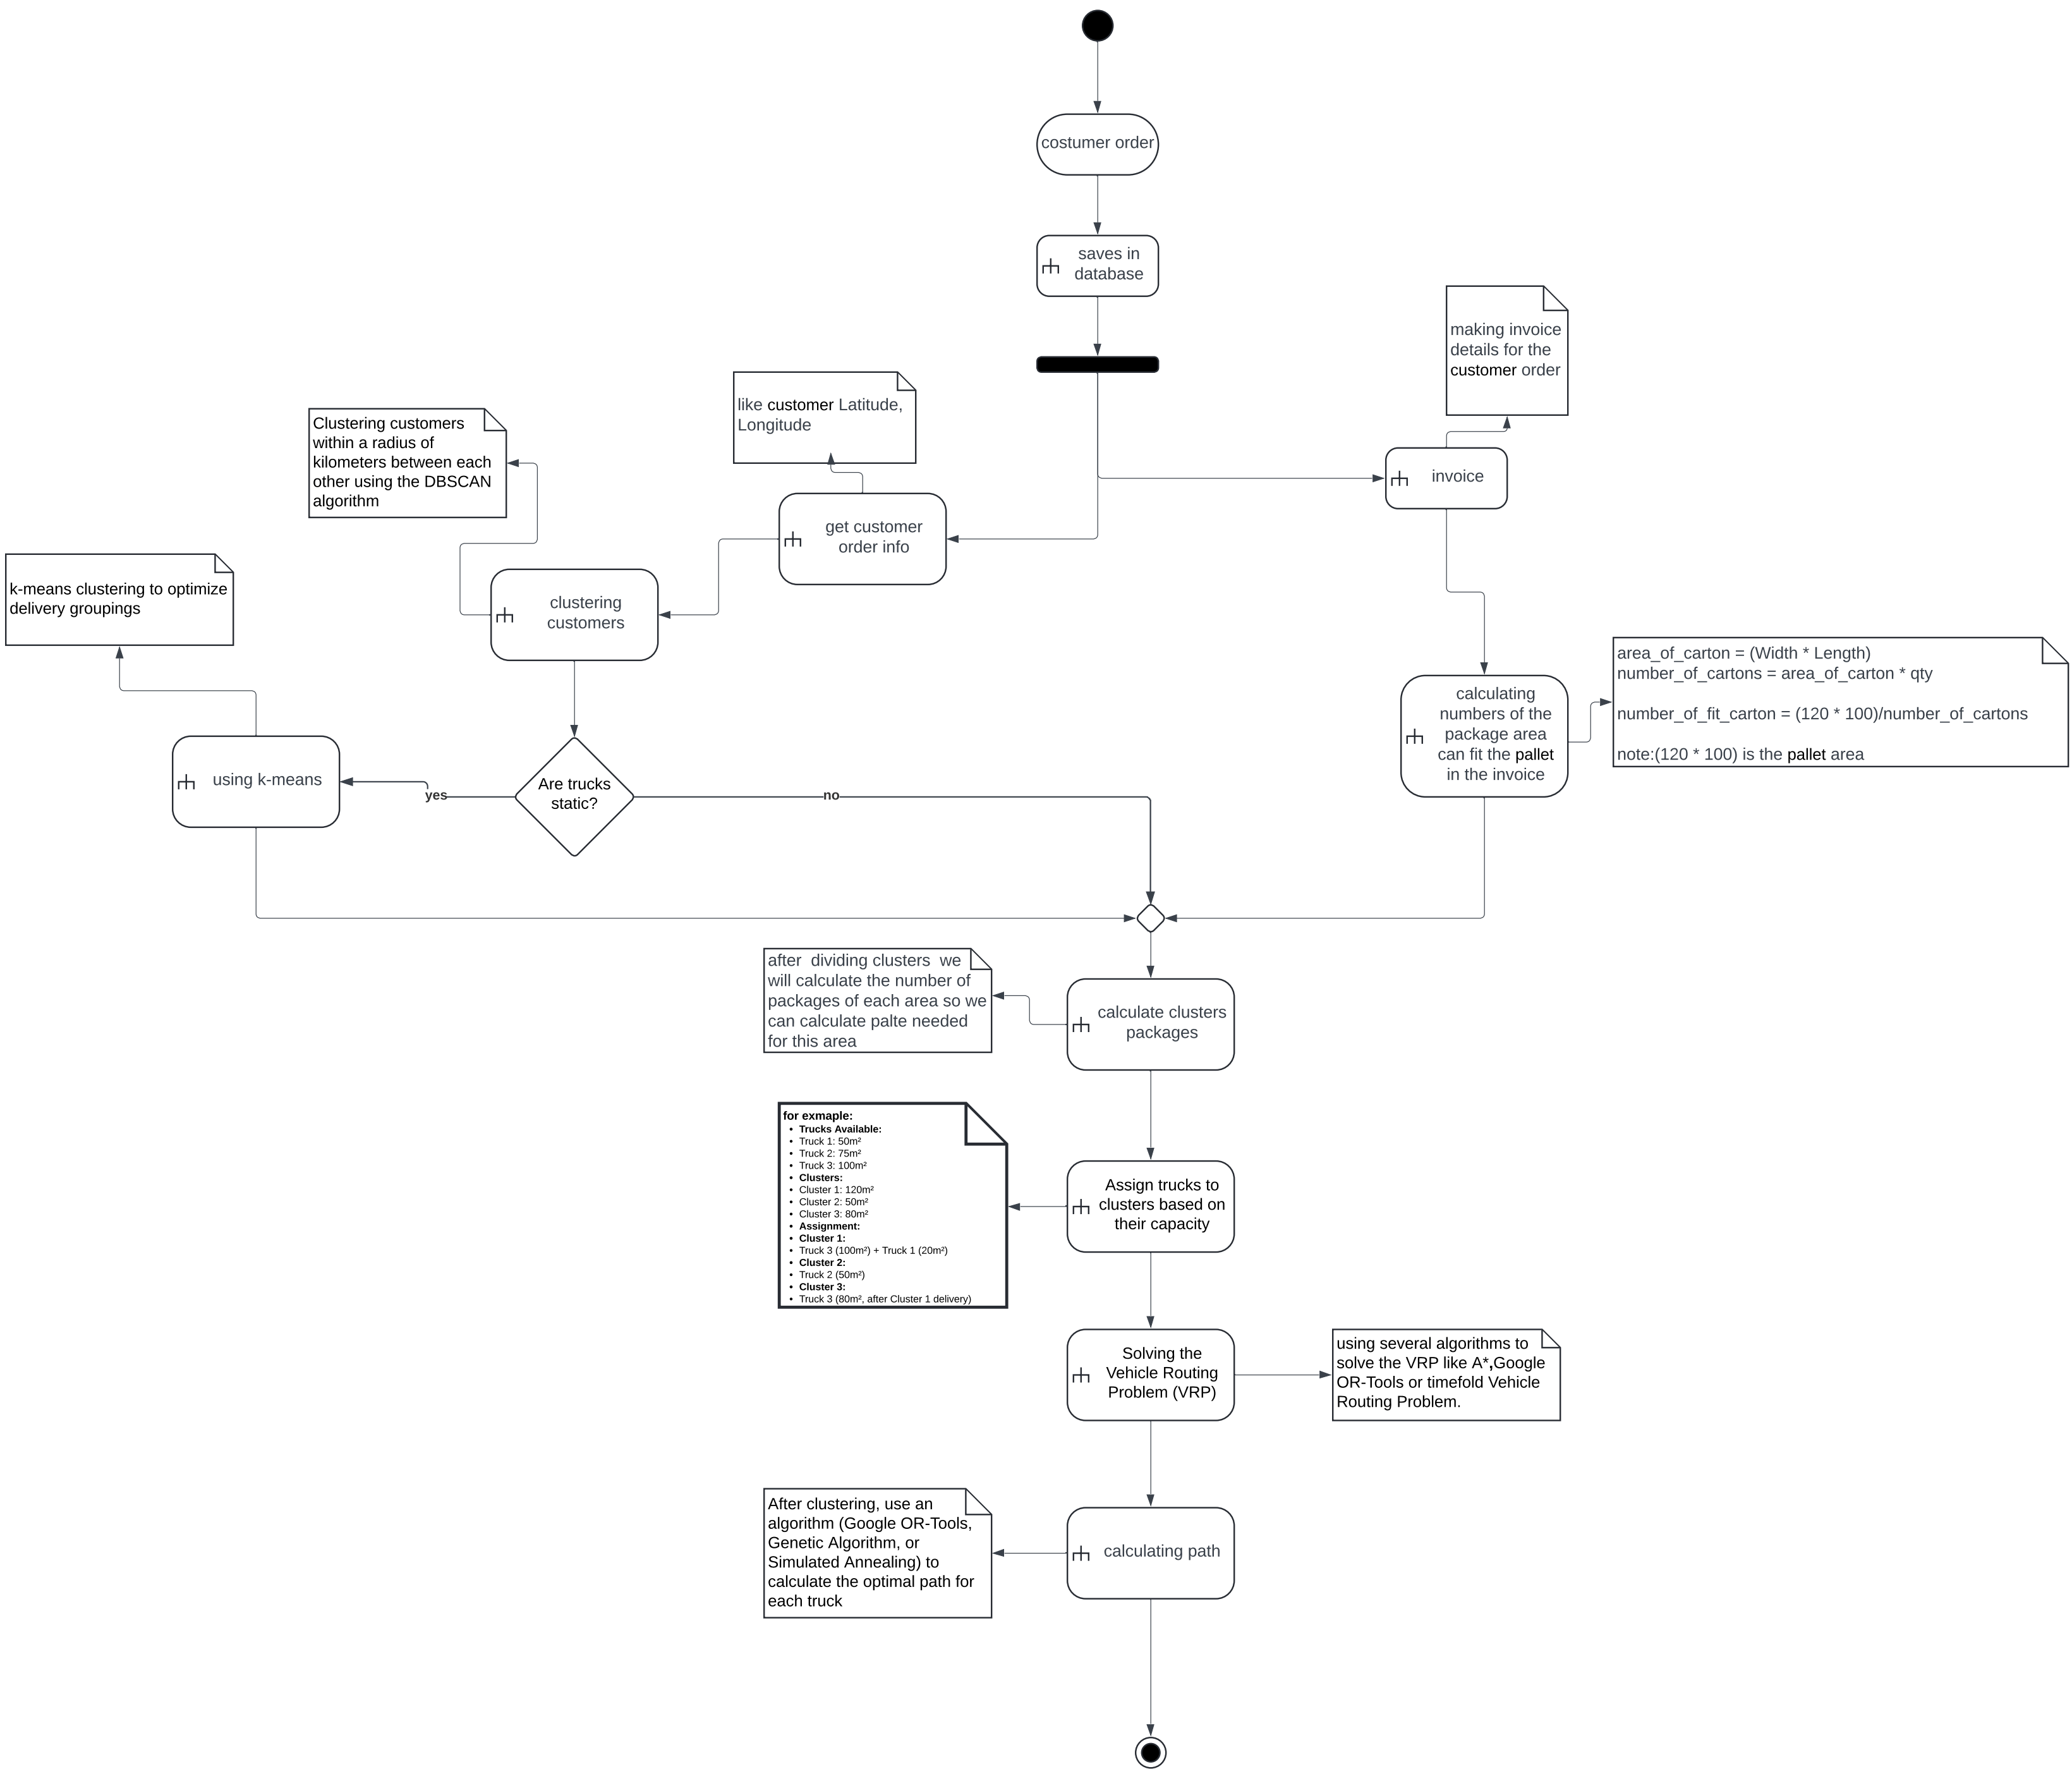 costumer order
saves in
database
making invoice
details for the
customer order
like customer Latitude,
Longitude
Clustering customers
within a radius of
kilometers between each
other using the DBSCAN
algorithm
invoice
get customer
order info
k-means clustering to optimize
delivery groupings
clustering
customers
area_of_carton = (Width * Length)
number_of_cartons = area_of_carton * qty
number_of_fit_carton = (120 * 100)/number_of_cartons
note:(120 * 100) is the pallet area
calculating
numbers of the
package area
can fit the pallet
in the invoice
using k-means
yes
Are trucks
static?
no
after  dividing clusters  we
will calculate the number of
packages of each area so we
can calculate palte needed
for this area
calculate clusters
packages
for exmaple:
• Trucks Available:
• Truck 1: 50m²
• Truck 2: 75m²
• Truck 3: 100m²
• Clusters:
• Cluster 1: 120m²
• Cluster 2: 50m²
• Cluster 3: 80m²
• Assignment:
• Cluster 1:
• Truck 3 (100m²) + Truck 1 (20m²)
• Cluster 2:
• Truck 2 (50m²)
• Cluster 3:
• Truck 3 (80m², after Cluster 1 delivery)
Assign trucks to
clusters based on
their capacity
Solving the
Vehicle Routing
Problem (VRP)
using several algorithms to
solve the VRP like A*,Google
OR-Tools or timefold Vehicle
Routing Problem.
After clustering, use an
algorithm (Google OR-Tools,
Genetic Algorithm, or
Simulated Annealing) to
calculate the optimal path for
each truck
calculating path